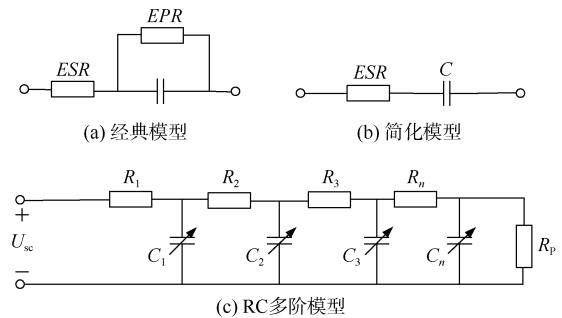 EPR
ESR
(a) 经典模型
ESR C
(b) 简化模型
R₁ R₂ R₃ Rₙ
+
Uₛc
−
C₁ C₂ C₃ Cₙ
R_P
(c) RC多阶模型